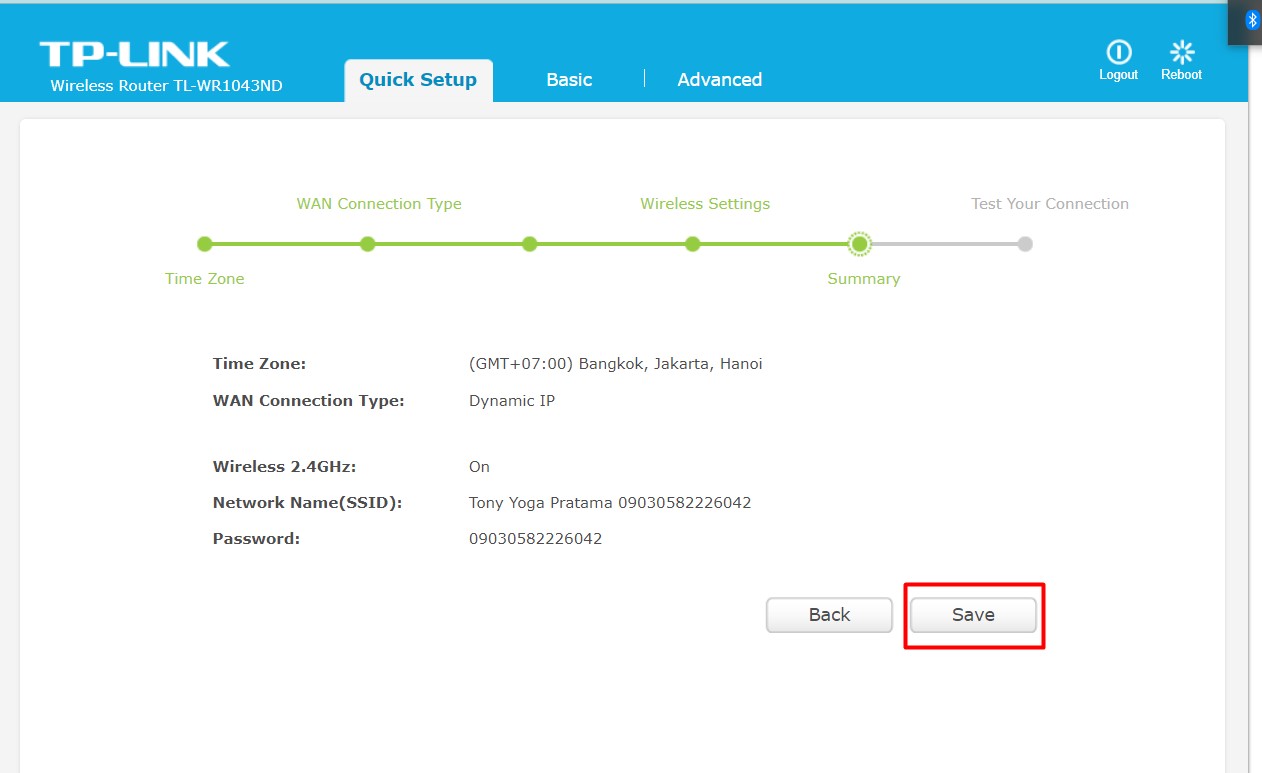 TP-LINK
Wireless Router TL-WR1043ND
Quick Setup
Basic
Advanced
Logout
Reboot
WAN Connection Type
Wireless Settings
Test Your Connection
Time Zone
Summary
Time Zone: (GMT+07:00) Bangkok, Jakarta, Hanoi
WAN Connection Type: Dynamic IP
Wireless 2.4GHz: On
Network Name(SSID): Tony Yoga Pratama 09030582226042
Password: 09030582226042
Back
Save